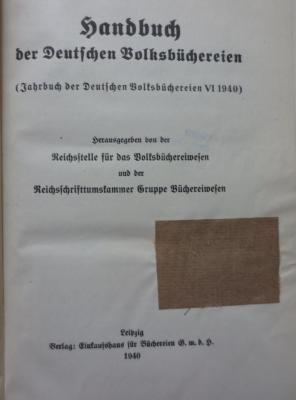 Handbuch
der Deutschen Volksbüchereien
(Jahrbuch der Deutschen Volksbüchereien VI 1940)
Herausgegeben von der
Reichsstelle für das Volksbüchereiwesen
und der
Reichsschrifttumskammer Gruppe Büchereiwesen
Leipzig
Verlag: Einkaufshaus für Büchereien G. m. b. H.
1940